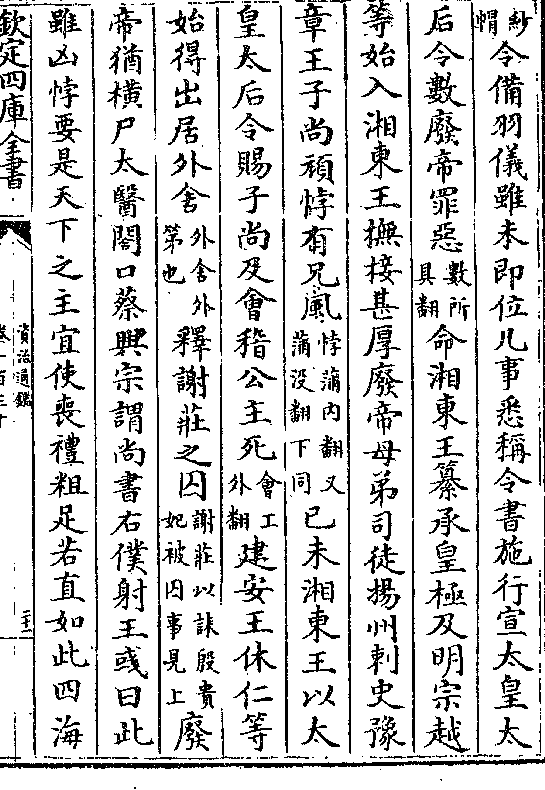 紗帽令備羽儀雖未即位凡事悉稱令書施行宣太皇太
后令數廢帝罪惡數所具翻命湘東王纂承皇極及明宗越
等始入湘東王撫接甚厚廢帝母弟司徒揚州刺史豫
章王子尚頑悖有兄風悖蒲内翻又蒲没翻下同已未湘東王以太
皇太后令賜子尚及會稽公主死會工外翻建安王休仁等
始得出居外舍外舍外第也釋謝莊之囚謝莊以誄殷貴妃被囚事見上廢
帝猶横尸太醫閤口蔡興宗謂尚書右僕射王彧曰此
雖凶悖要是天下之主宜使喪禮粗足若直如此四海
欽定四庫全書
資治通鑑
卷一百三十
二十二